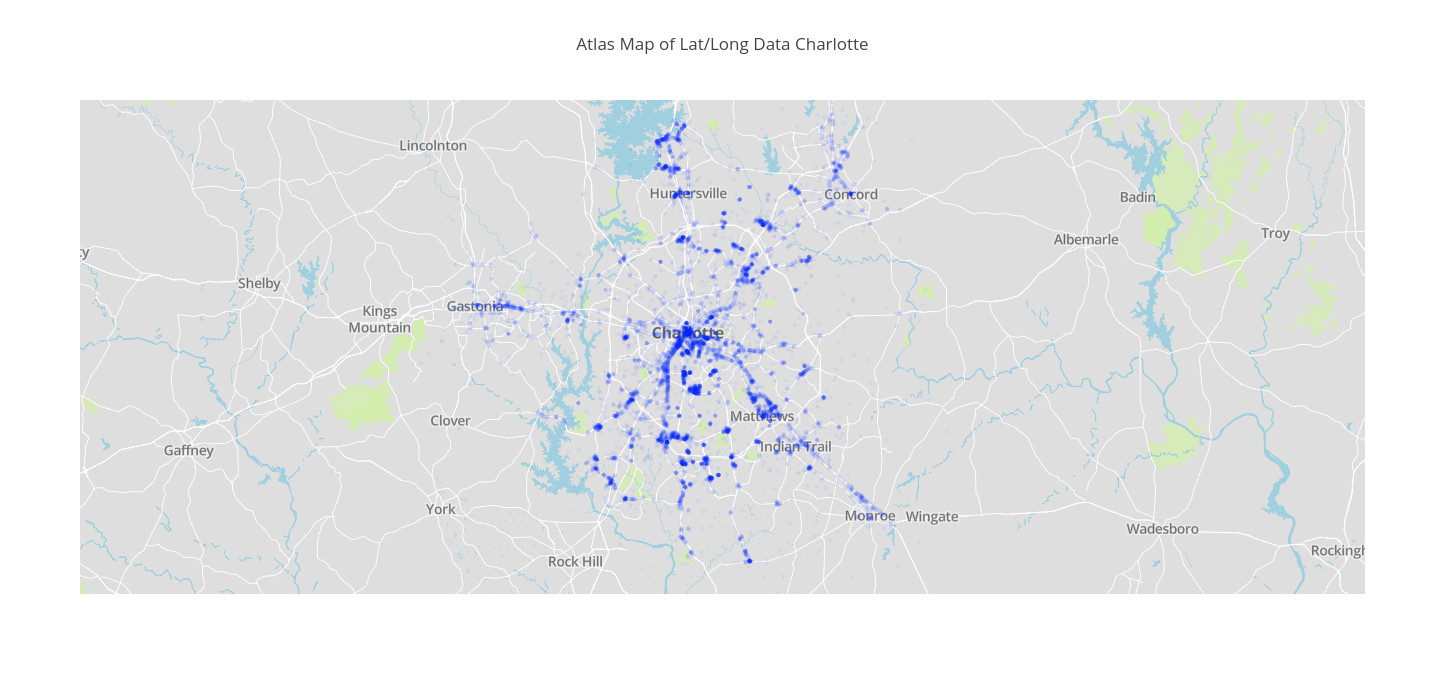 Atlas Map of Lat/Long Data Charlotte
Lincolnton
Huntersville
Concord
Badin
Troy
Albemarle
cy
Shelby
Gastonia
Kings
Mountain
Charlotte
Matthews
Clover
Indian Trail
Gaffney
York
Monroe
Wingate
Wadesboro
Rockingh
Rock Hill